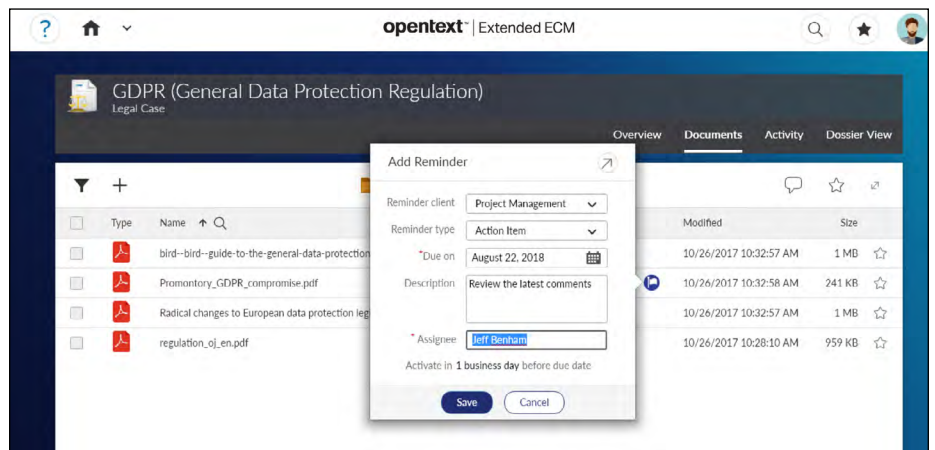 ?
opentext™ | Extended ECM
GDPR (General Data Protection Regulation)
Legal Case
Overview Documents Activity Dossier View
Add Reminder
Reminder client Project Management
Reminder type Action Item
*Due on August 22, 2018
Description Review the latest comments
* Assignee Jeff Benham
Activate in 1 business day before due date
Save Cancel
Type Name Modified Size
bird--bird--guide-to-the-general-data-protection 10/26/2017 10:32:57 AM 1 MB
Promontory_GDPR_compromise.pdf 10/26/2017 10:32:58 AM 241 KB
Radical changes to European data protection leg 10/26/2017 10:32:57 AM 1 MB
regulation_oj_en.pdf 10/26/2017 10:28:10 AM 959 KB